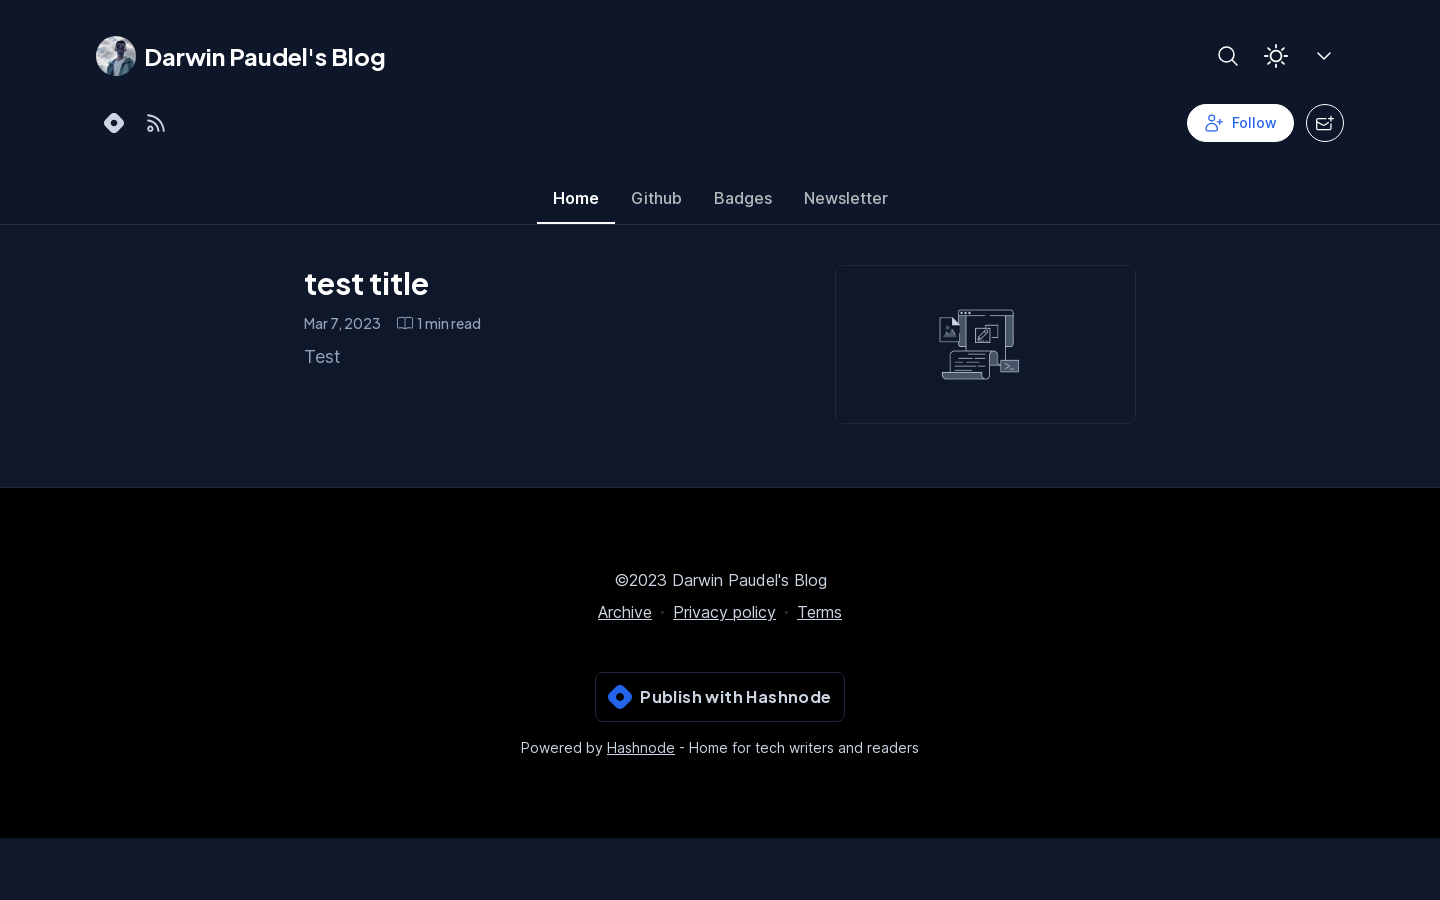 Darwin Paudel's Blog
Follow
Home Github Badges Newsletter
test title
Mar 7, 2023 1 min read
Test
©2023 Darwin Paudel's Blog
Archive · Privacy policy · Terms
Publish with Hashnode
Powered by Hashnode - Home for tech writers and readers